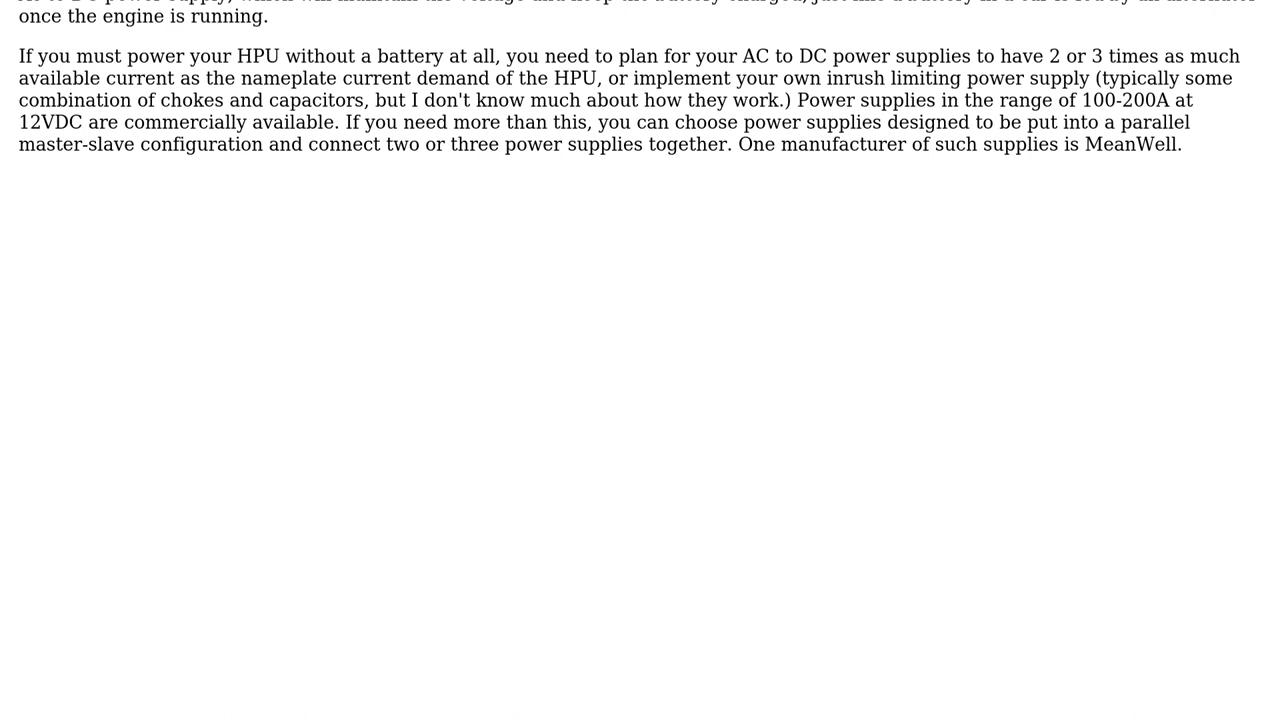 once the engine is running.
If you must power your HPU without a battery at all, you need to plan for your AC to DC power supplies to have 2 or 3 times as much
available current as the nameplate current demand of the HPU, or implement your own inrush limiting power supply (typically some
combination of chokes and capacitors, but I don't know much about how they work.) Power supplies in the range of 100-200A at
12VDC are commercially available. If you need more than this, you can choose power supplies designed to be put into a parallel
master-slave configuration and connect two or three power supplies together. One manufacturer of such supplies is MeanWell.